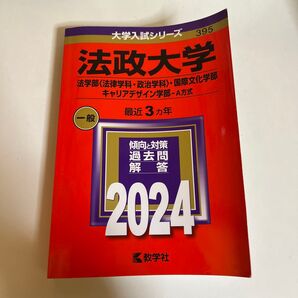 大学入試シリーズ
395
法政大学
法学部〈法律学科・政治学科〉・国際文化学部
キャリアデザイン学部-A方式
一般
最近3カ年
傾向と対策
過去問
解答
2024
教学社